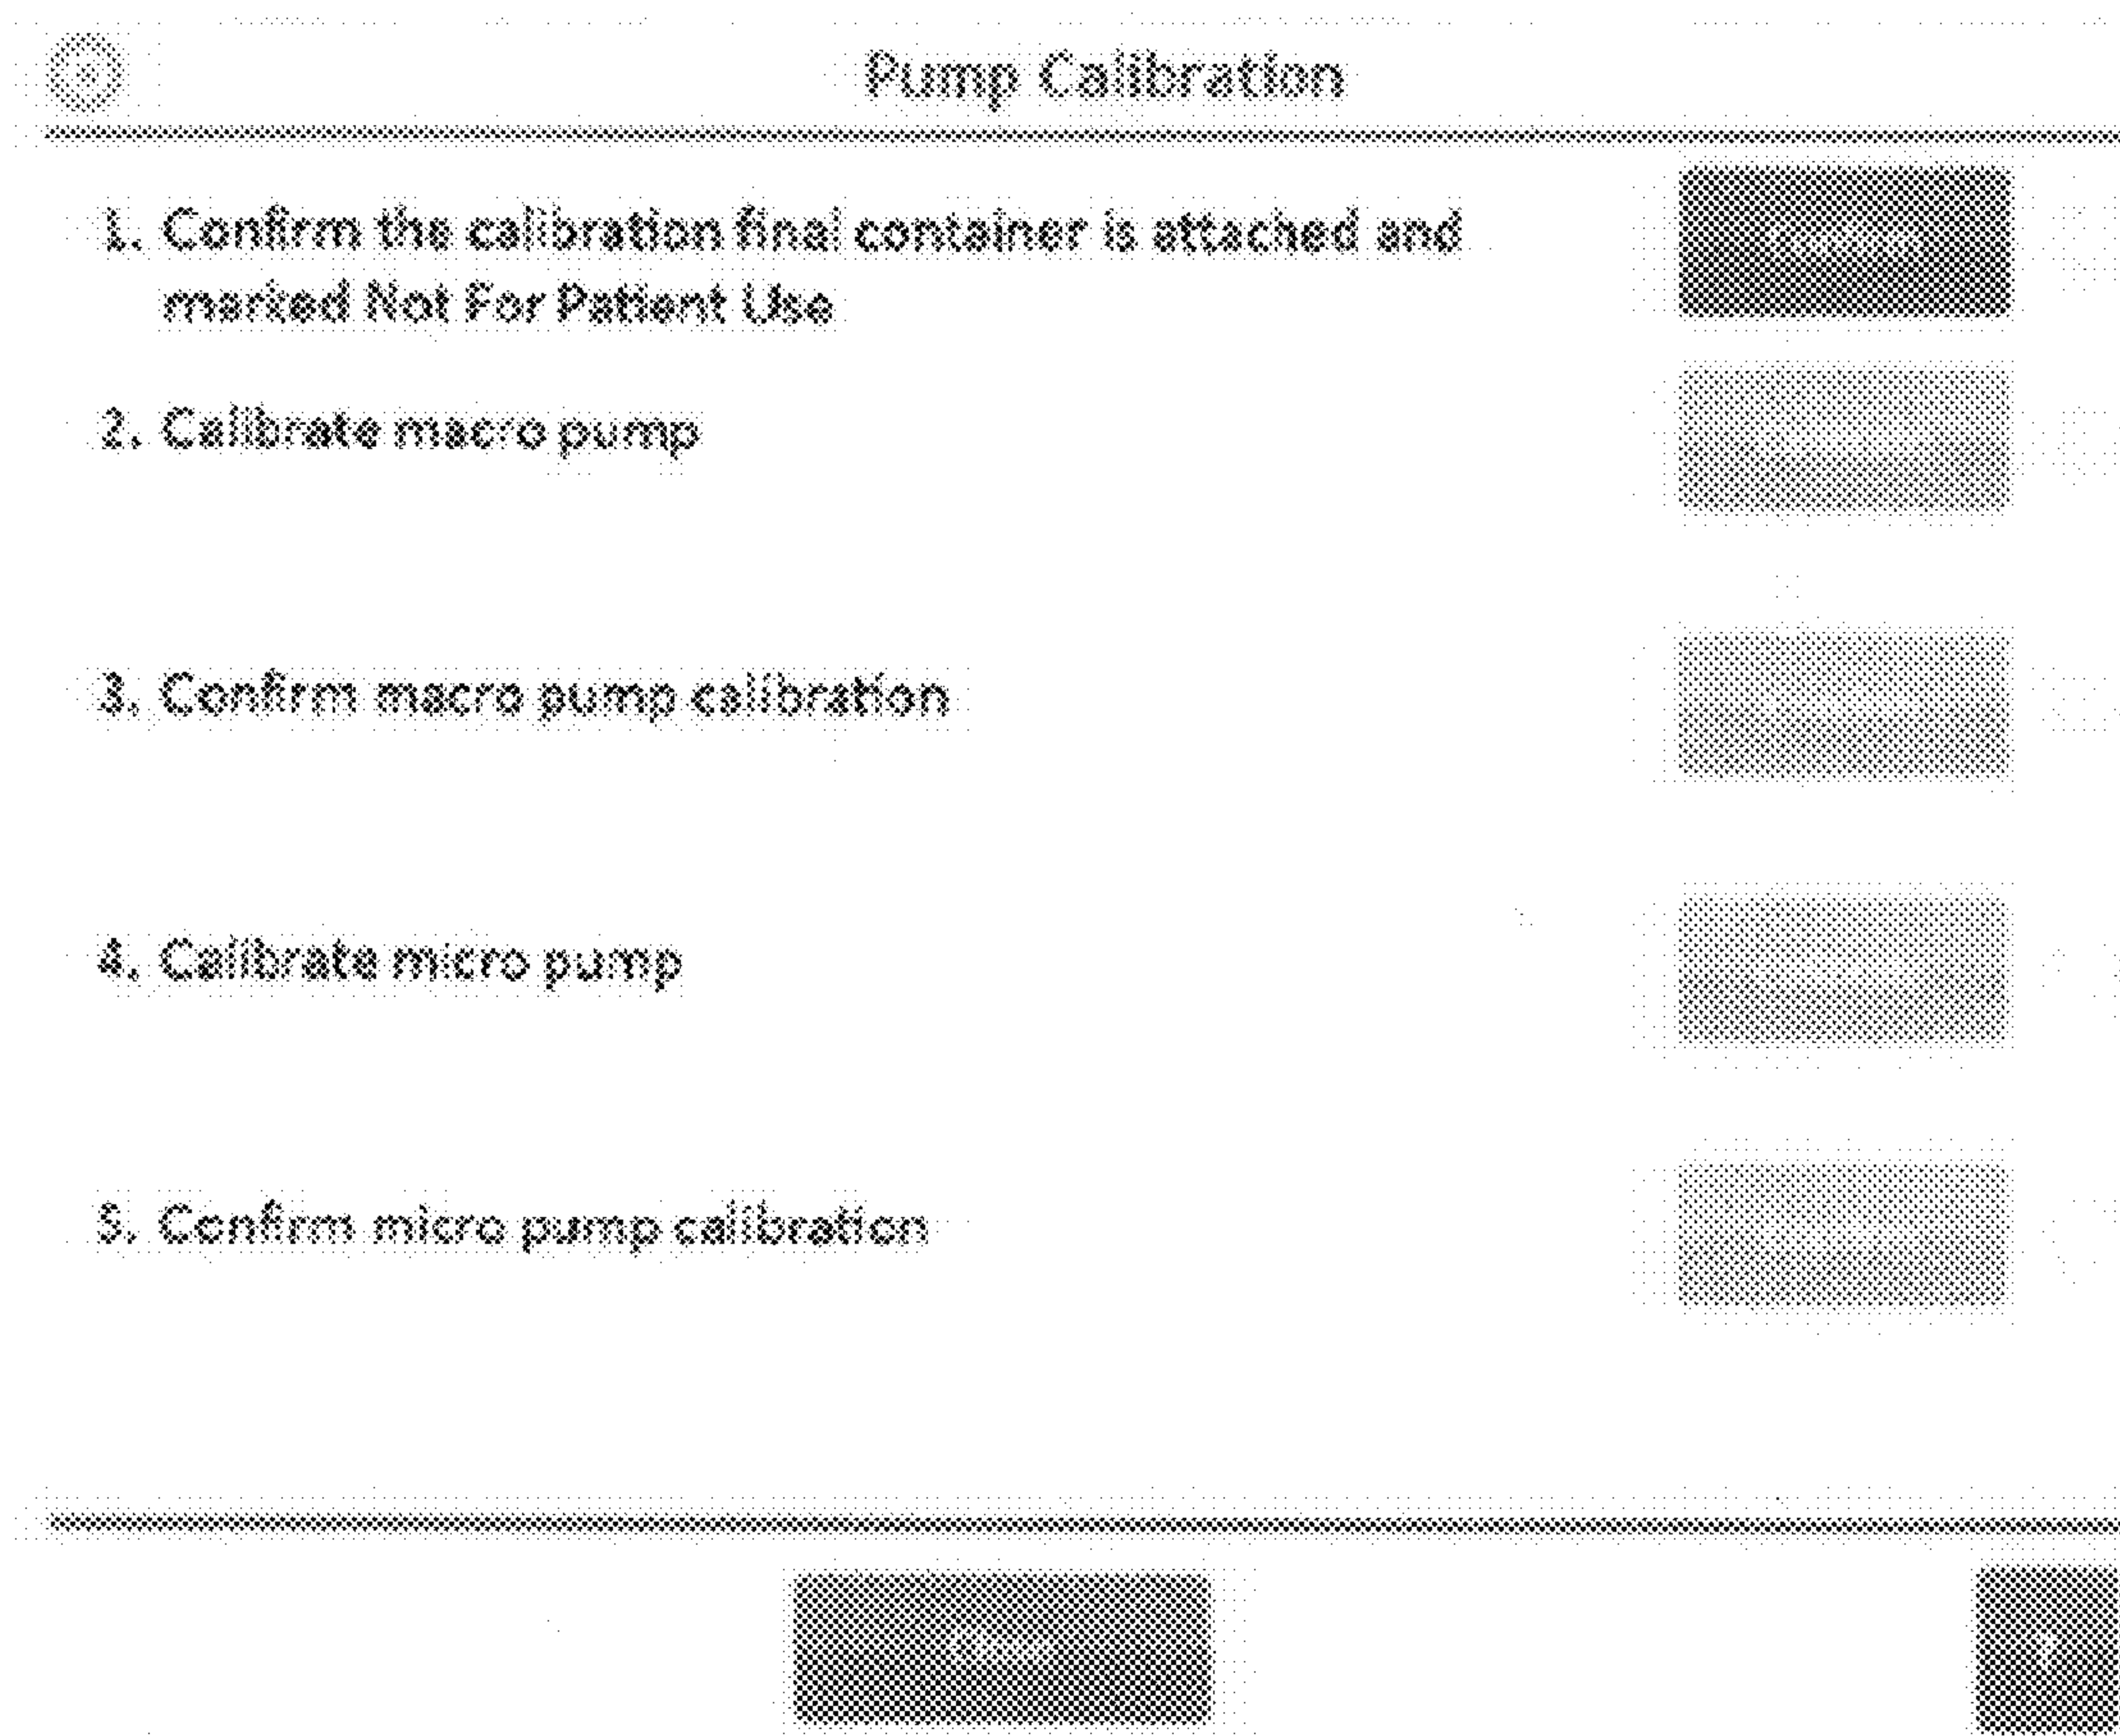 Pump Calibration
1. Confirm the calibration final container is attached and
marked Not For Patient Use
2. Calibrate macro pump
3. Confirm macro pump calibration
4. Calibrate micro pump
5. Confirm micro pump calibration